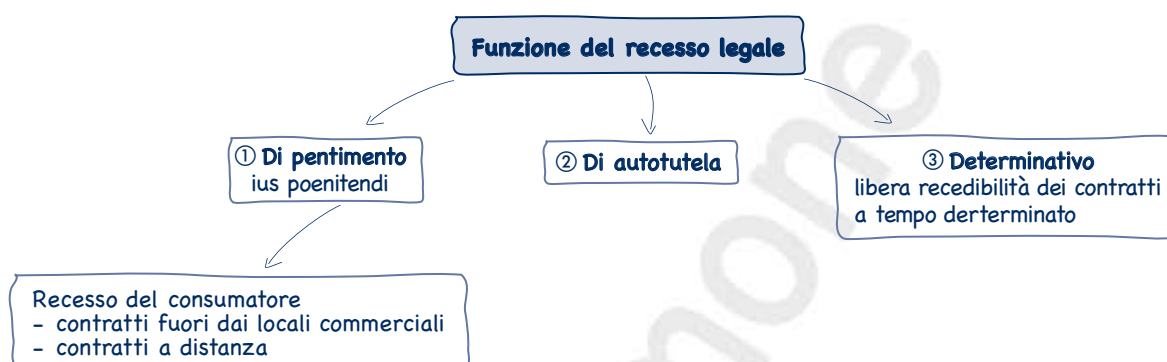 Funzione del recesso legale
① Di pentimento
ius poenitendi
② Di autotutela
③ Determinativo
libera recedibilità dei contratti
a tempo derterminato
Recesso del consumatore
- contratti fuori dai locali commerciali
- contratti a distanza
mone